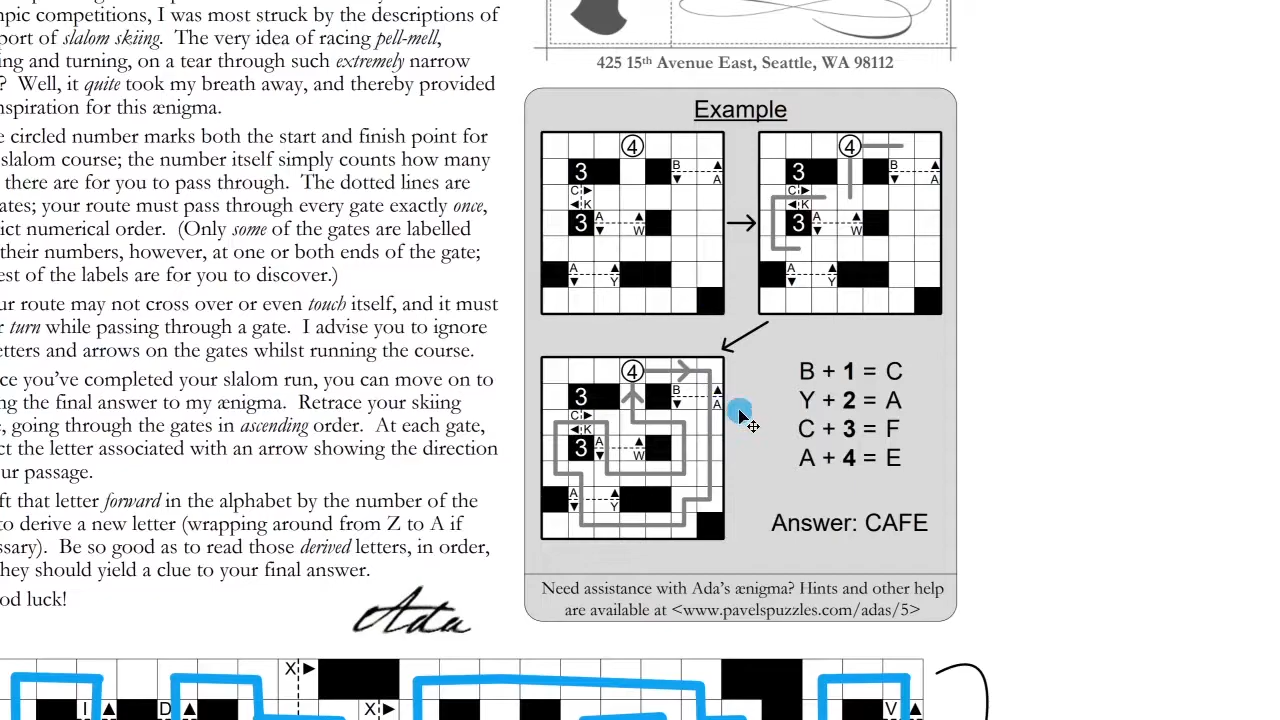 mpic competitions, I was most struck by the descriptions of
port of slalom skiing. The very idea of racing pell-mell,
ing and turning, on a tear through such extremely narrow
? Well, it quite took my breath away, and thereby provided
nspiration for this ænigma.
e circled number marks both the start and finish point for
slalom course; the number itself simply counts how many
there are for you to pass through. The dotted lines are
ates; your route must pass through every gate exactly once,
ict numerical order. (Only some of the gates are labelled
their numbers, however, at one or both ends of the gate;
est of the labels are for you to discover.)
ur route may not cross over or even touch itself, and it must
r turn while passing through a gate. I advise you to ignore
etters and arrows on the gates whilst running the course.
ce you've completed your slalom run, you can move on to
ng the final answer to my ænigma. Retrace your skiing
e, going through the gates in ascending order. At each gate,
ct the letter associated with an arrow showing the direction
ur passage.
ft that letter forward in the alphabet by the number of the
to derive a new letter (wrapping around from Z to A if
ssary). Be so good as to read those derived letters, in order,
hey should yield a clue to your final answer.
od luck!
Ada
425 15th Avenue East, Seattle, WA 98112
Example
4
3 B ▲
▼ A
C ▶
◀ K
3 A ▲
▼ W
A ▲
▼ Y
4
3 B ▲
▼ A
C ▶
◀ K
3 A ▲
▼ W
A ▲
▼ Y
4
3 B ▲
▼ A
C ▶
◀ K
3 A ▲
▼ W
A ▲
▼ Y
B + 1 = C
Y + 2 = A
C + 3 = F
A + 4 = E
Answer: CAFE
Need assistance with Ada's ænigma? Hints and other help
are available at <www.pavelspuzzles.com/adas/5>
X ▶
I ▲ D ▲ X ▶ V ▲